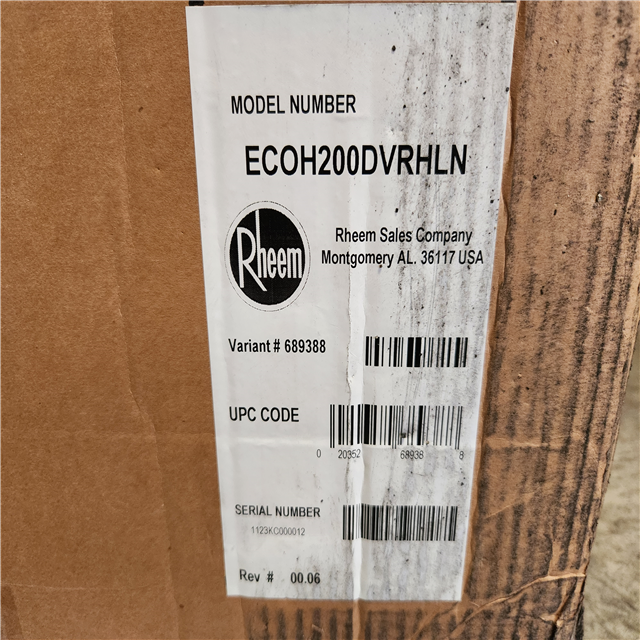 MODEL NUMBER
ECOH200DVRHLN
Rheem
Rheem Sales Company
Montgomery AL. 36117 USA
Variant # 689388
UPC CODE
0 20352 68938 8
SERIAL NUMBER
1123KC000012
Rev # 00.06